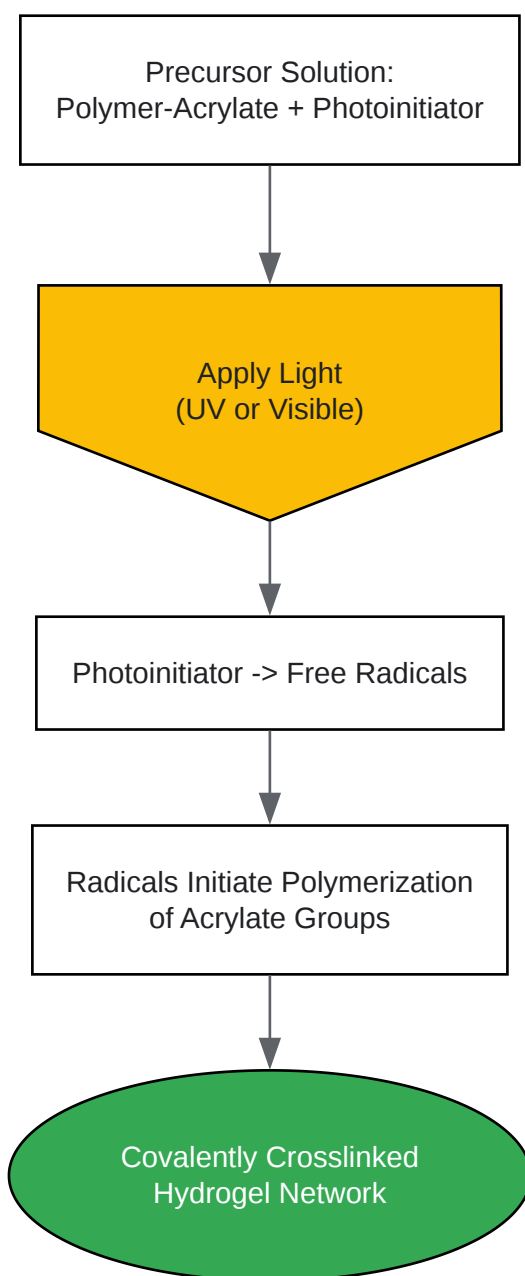 Precursor Solution:
Polymer-Acrylate + Photoinitiator
Apply Light
(UV or Visible)
Photoinitiator -> Free Radicals
Radicals Initiate Polymerization
of Acrylate Groups
Covalently Crosslinked
Hydrogel Network